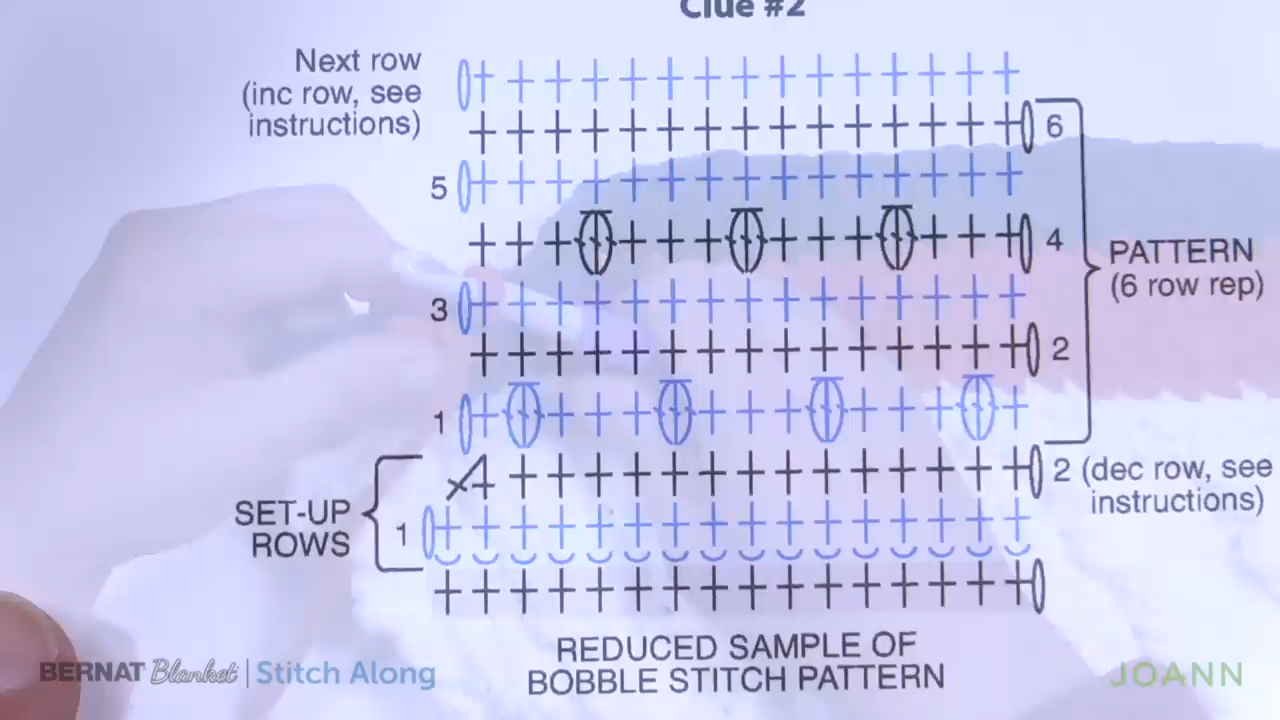 Clue #2
Next row
(inc row, see
instructions)
6
5
4
PATTERN
(6 row rep)
3
2
1
2 (dec row, see
instructions)
SET-UP
ROWS
1
REDUCED SAMPLE OF
BOBBLE STITCH PATTERN
BERNAT Blanket | Stitch Along
JOANN